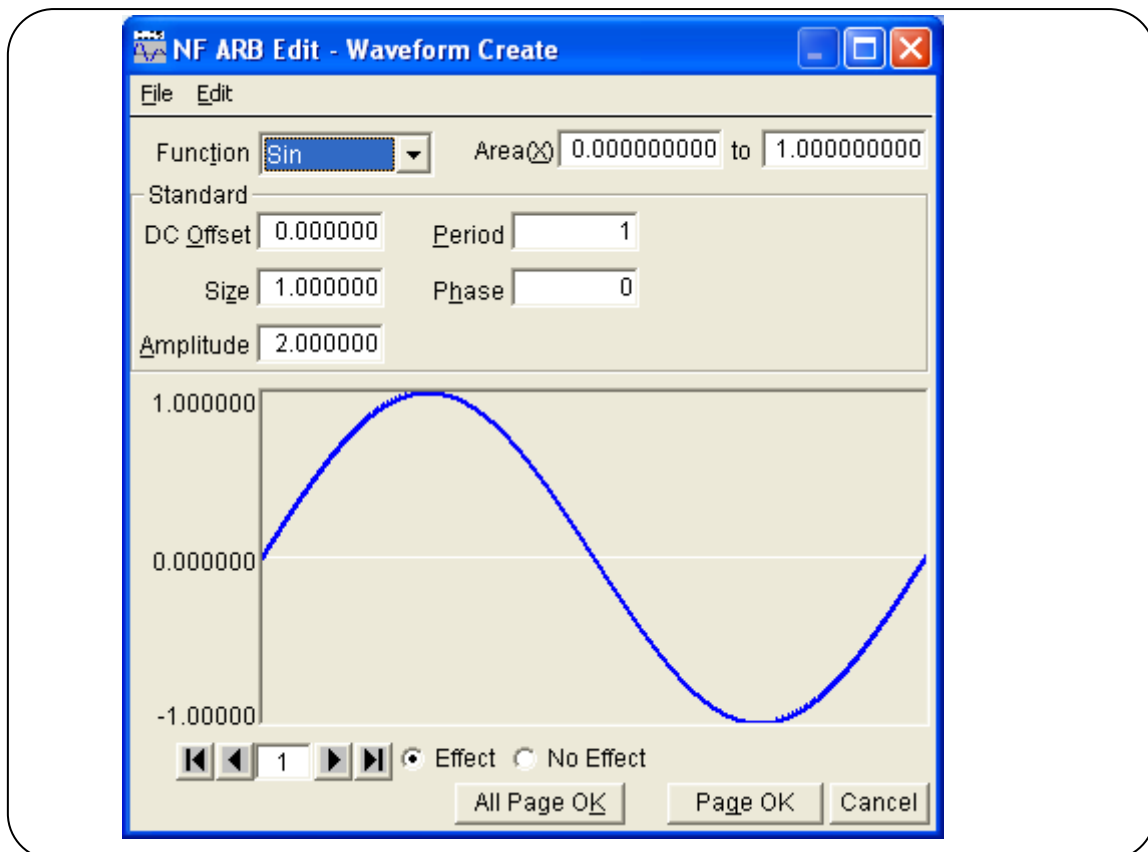 NF ARB Edit - Waveform Create
File Edit
Function Sin Area(X) 0.000000000 to 1.000000000
Standard
DC Offset 0.000000 Period 1
Size 1.000000 Phase 0
Amplitude 2.000000
1.000000
0.000000
-1.00000
1 Effect No Effect
All Page OK Page OK Cancel